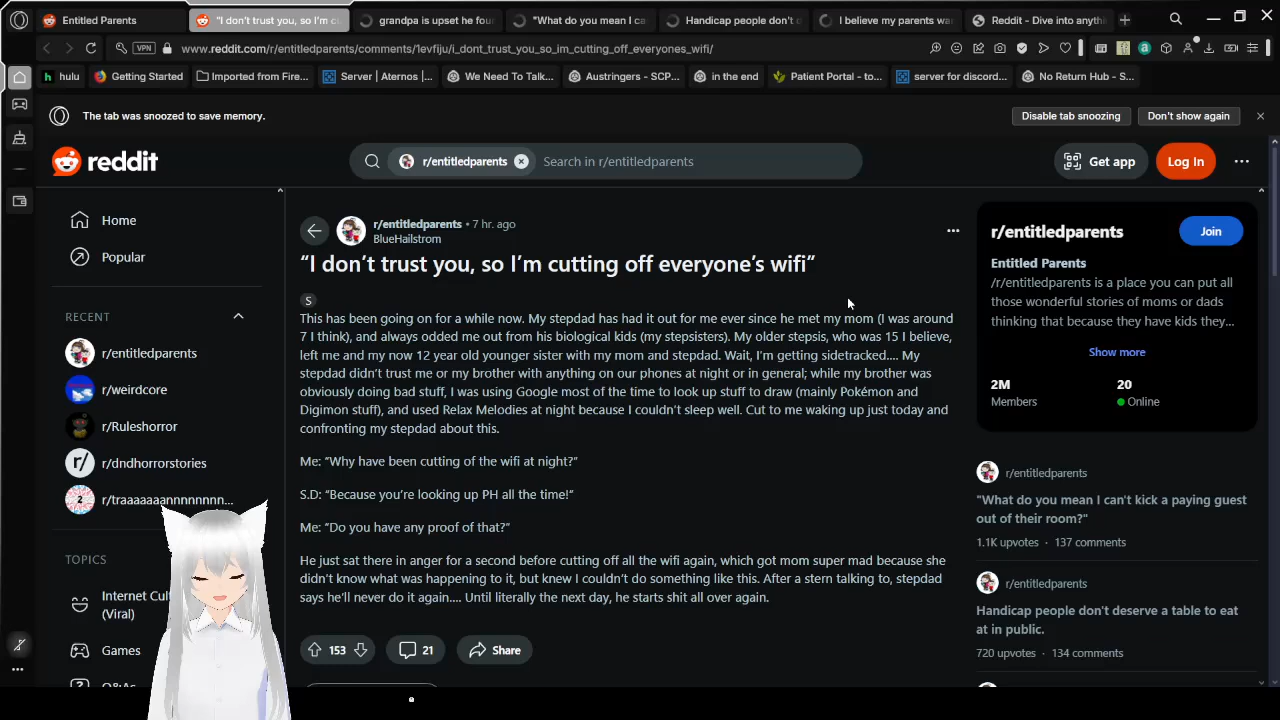 Entitled Parents
"I don't trust you, so I'm c
grandpa is upset he fou
"What do you mean I ca
Handicap people don't
I believe my parents wa
Reddit - Dive into anythi
VPN
www.reddit.com/r/entitledparents/comments/1evfiju/i_dont_trust_you_so_im_cutting_off_everyones_wifi/
hulu
Getting Started
Imported from Fire...
Server | Aternos |...
We Need To Talk...
Austringers - SCP...
in the end
Patient Portal - to...
server for discord...
No Return Hub - S...
The tab was snoozed to save memory.
Disable tab snoozing
Don't show again
reddit
r/entitledparents
Search in r/entitledparents
Get app
Log In
Home
Popular
RECENT
r/entitledparents
r/weirdcore
r/Ruleshorror
r/dndhorrorstories
r/traaaaaaannnnnnnn...
TOPICS
Internet Cul
(Viral)
Games
Q&As
r/entitledparents • 7 hr. ago
BlueHailstrom
“I don’t trust you, so I’m cutting off everyone’s wifi”
S
This has been going on for a while now. My stepdad has had it out for me ever since he met my mom (I was around
7 I think), and always odded me out from his biological kids (my stepsisters). My older stepsis, who was 15 I believe,
left me and my now 12 year old younger sister with my mom and stepdad. Wait, I’m getting sidetracked.... My
stepdad didn’t trust me or my brother with anything on our phones at night or in general; while my brother was
obviously doing bad stuff, I was using Google most of the time to look up stuff to draw (mainly Pokémon and
Digimon stuff), and used Relax Melodies at night because I couldn’t sleep well. Cut to me waking up just today and
confronting my stepdad about this.
Me: “Why have been cutting of the wifi at night?”
S.D: “Because you’re looking up PH all the time!”
Me: “Do you have any proof of that?”
He just sat there in anger for a second before cutting off all the wifi again, which got mom super mad because she
didn’t know what was happening to it, but knew I couldn’t do something like this. After a stern talking to, stepdad
says he’ll never do it again.... Until literally the next day, he starts shit all over again.
153
21
Share
r/entitledparents
Join
Entitled Parents
/r/entitledparents is a place you can put all
those wonderful stories of moms or dads
thinking that because they have kids they...
Show more
2M
20
Members
Online
r/entitledparents
"What do you mean I can't kick a paying guest
out of their room?"
1.1K upvotes · 137 comments
r/entitledparents
Handicap people don't deserve a table to eat
at in public.
720 upvotes · 134 comments